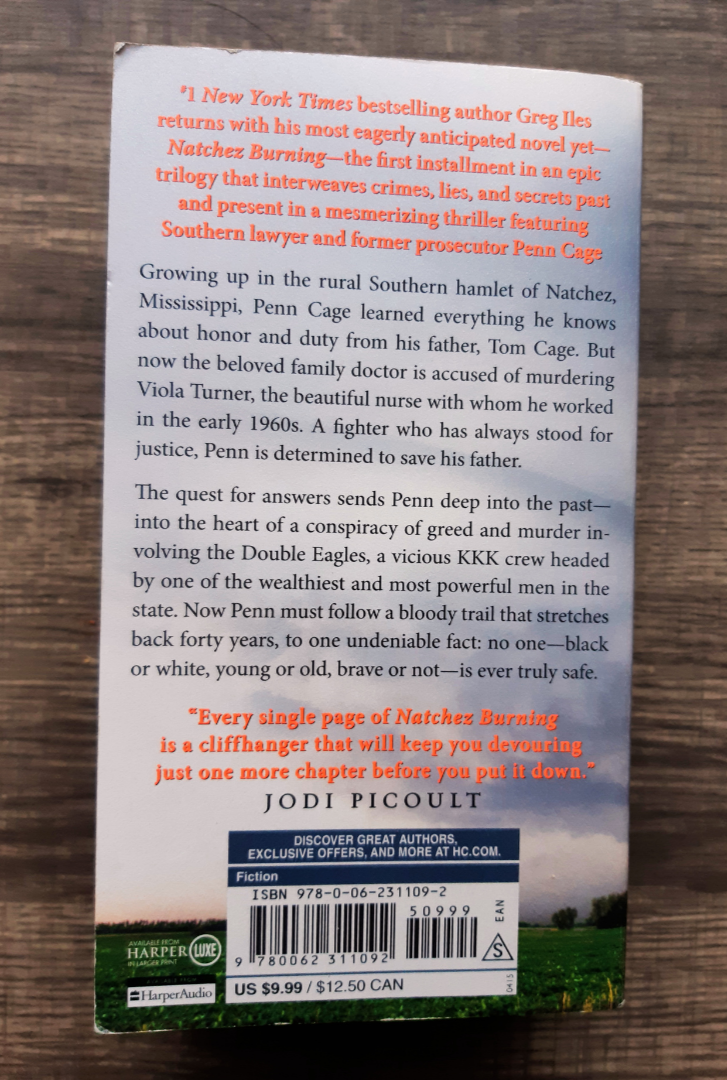 #1 New York Times bestselling author Greg Iles
returns with his most eagerly anticipated novel yet—
Natchez Burning—the first installment in an epic
trilogy that interweaves crimes, lies, and secrets past
and present in a mesmerizing thriller featuring
Southern lawyer and former prosecutor Penn Cage
Growing up in the rural Southern hamlet of Natchez,
Mississippi, Penn Cage learned everything he knows
about honor and duty from his father, Tom Cage. But
now the beloved family doctor is accused of murdering
Viola Turner, the beautiful nurse with whom he worked
in the early 1960s. A fighter who has always stood for
justice, Penn is determined to save his father.
The quest for answers sends Penn deep into the past—
into the heart of a conspiracy of greed and murder in-
volving the Double Eagles, a vicious KKK crew headed
by one of the wealthiest and most powerful men in the
state. Now Penn must follow a bloody trail that stretches
back forty years, to one undeniable fact: no one—black
or white, young or old, brave or not—is ever truly safe.
"Every single page of Natchez Burning
is a cliffhanger that will keep you devouring
just one more chapter before you put it down."
JODI PICOULT
DISCOVER GREAT AUTHORS,
EXCLUSIVE OFFERS, AND MORE AT HC.COM.
Fiction
ISBN 978-0-06-231109-2
50999
EAN
9 780062 311092
S
US $9.99 / $12.50 CAN
0415
AVAILABLE FROM
HARPER LUXE
IN LARGER PRINT
HarperAudio